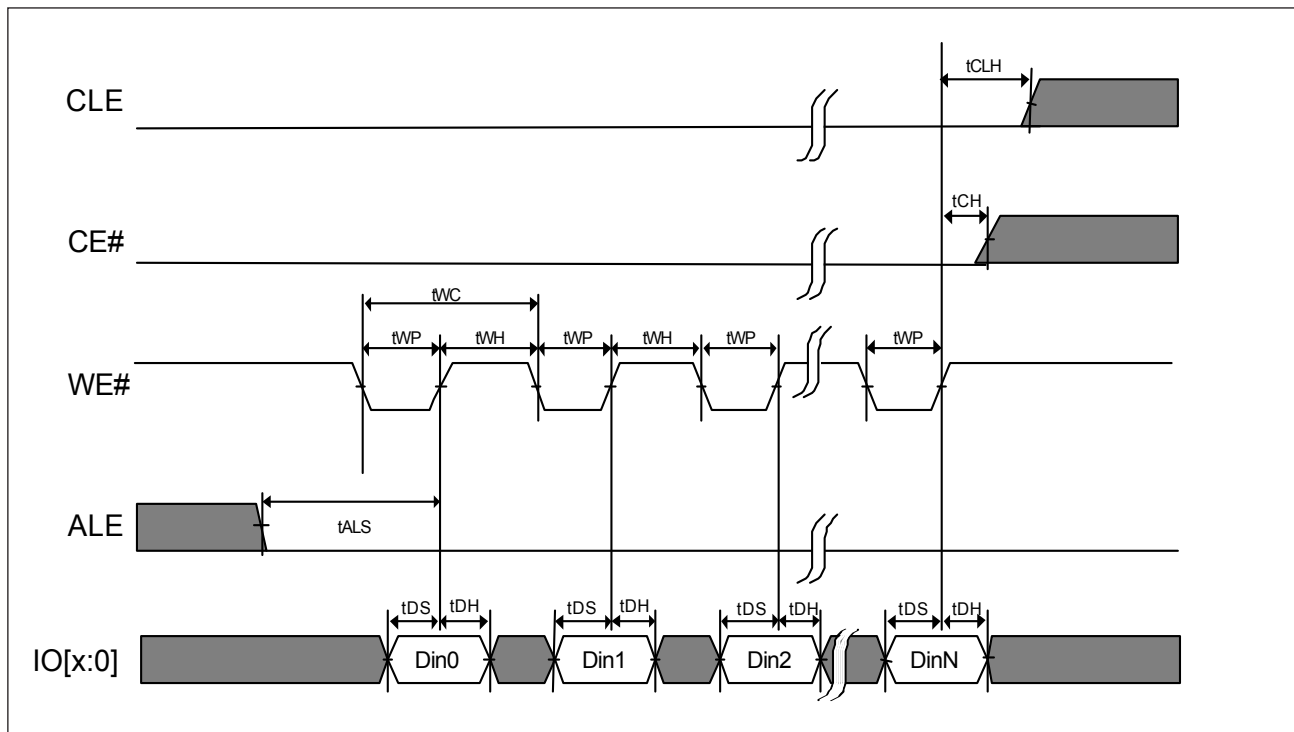 tCLH
CLE
tCH
CE#
tWC
tWP tWH tWP tWH tWP tWP
WE#
ALE
tALS
tDS tDH tDS tDH tDS tDH tDS tDH
IO[x:0] Din0 Din1 Din2 DinN